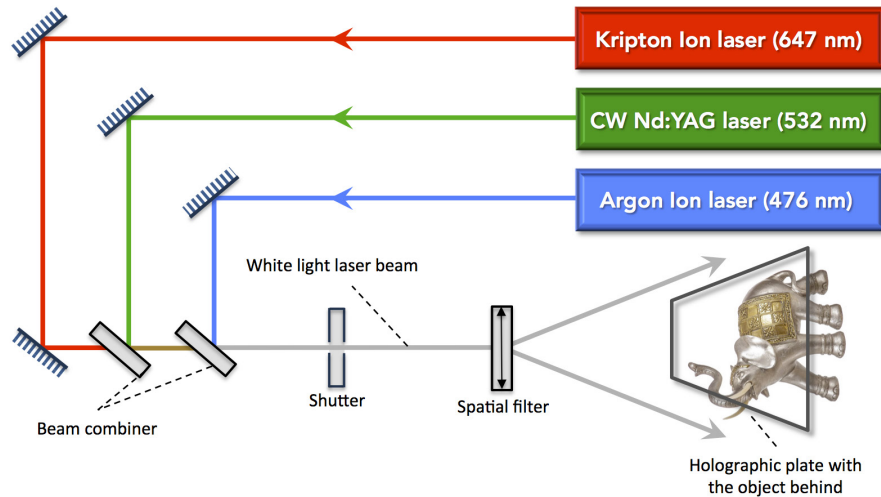 Kripton Ion laser (647 nm)
CW Nd:YAG laser (532 nm)
Argon Ion laser (476 nm)
White light laser beam
Shutter
Spatial filter
Beam combiner
Holographic plate with
the object behind